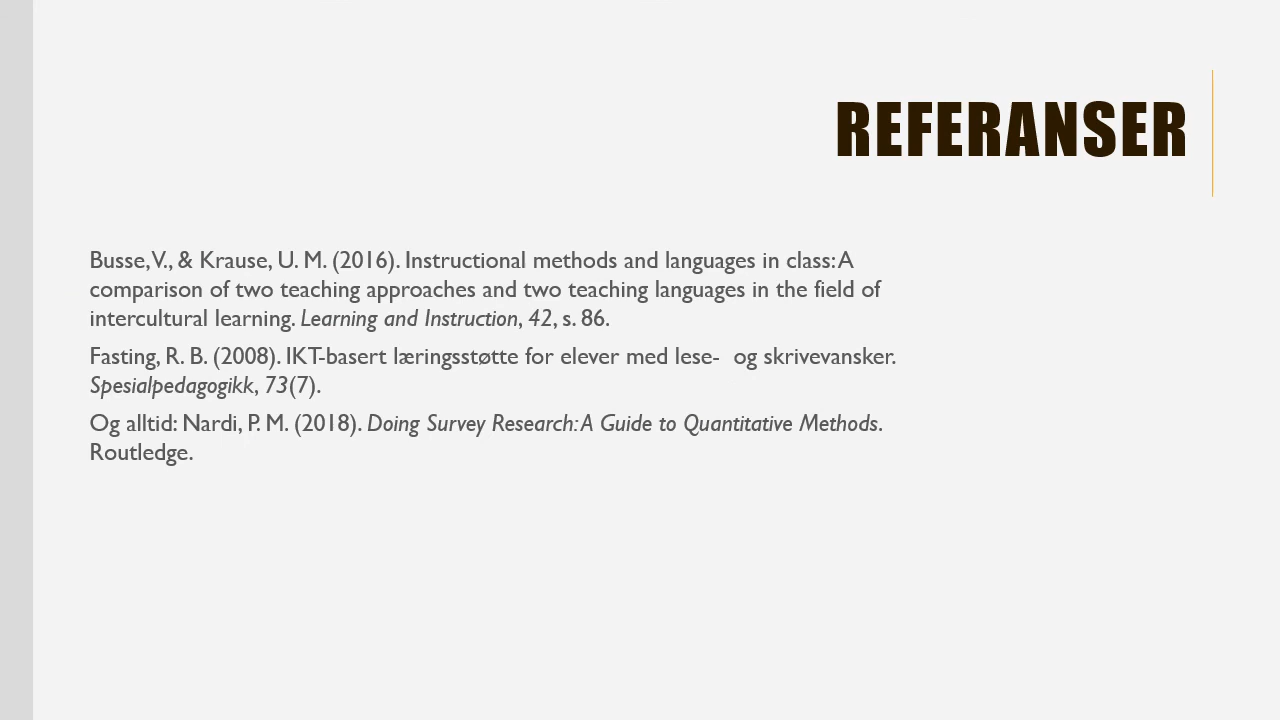 REFERANSER
Busse, V., & Krause, U. M. (2016). Instructional methods and languages in class: A
comparison of two teaching approaches and two teaching languages in the field of
intercultural learning. Learning and Instruction, 42, s. 86.
Fasting, R. B. (2008). IKT-basert læringsstøtte for elever med lese-  og skrivevansker.
Spesialpedagogikk, 73(7).
Og alltid: Nardi, P. M. (2018). Doing Survey Research: A Guide to Quantitative Methods.
Routledge.